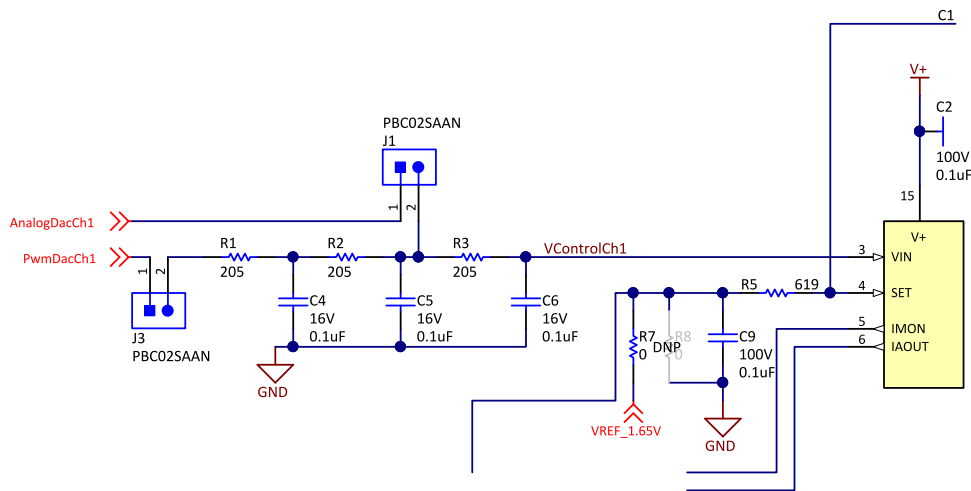 C1
V+
C2
100V
0.1uF
15
PBC02SAAN
J1
1
2
AnalogDacCh1
PwmDacCh1
1
2
R1
205
R2
205
R3
205
VControlCh1
3
V+
VIN
C4
16V
0.1uF
C5
16V
0.1uF
C6
16V
0.1uF
J3
PBC02SAAN
GND
R5
619
4
SET
5
IMON
6
IAOUT
R7
0
DNP
R8
0
C9
100V
0.1uF
VREF_1.65V
GND